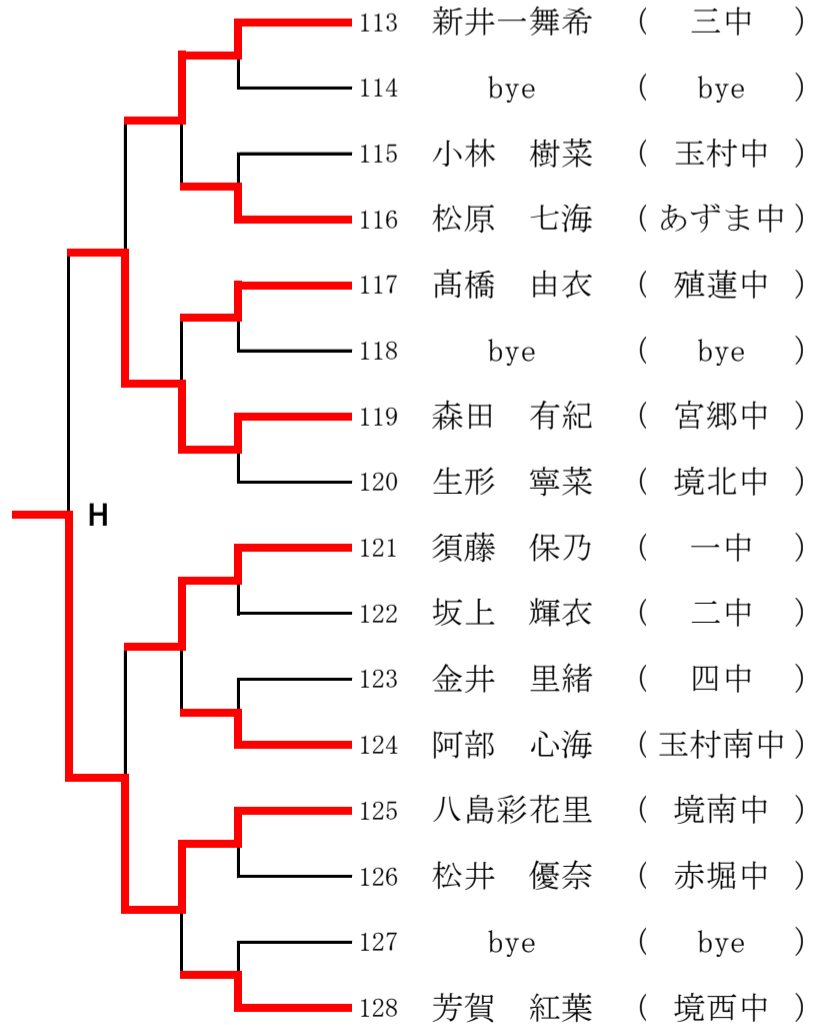 113 新井一舞希 ( 三中 )
114 bye ( bye )
115 小林 樹菜 ( 玉村中 )
116 松原 七海 ( あずま中 )
117 髙橋 由衣 ( 殖蓮中 )
118 bye ( bye )
119 森田 有紀 ( 宮郷中 )
120 生形 寧菜 ( 境北中 )
H
121 須藤 保乃 ( 一中 )
122 坂上 輝衣 ( 二中 )
123 金井 里緒 ( 四中 )
124 阿部 心海 ( 玉村南中 )
125 八島彩花里 ( 境南中 )
126 松井 優奈 ( 赤堀中 )
127 bye ( bye )
128 芳賀 紅葉 ( 境西中 )